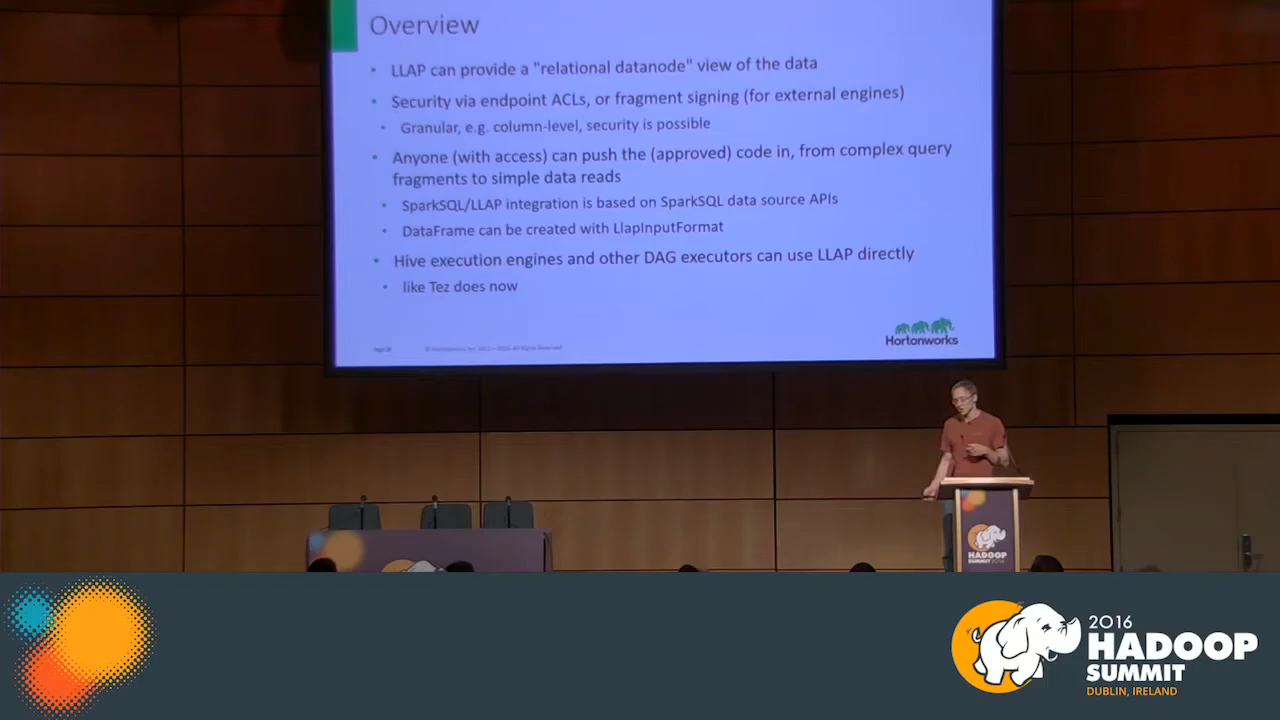 Overview
• LLAP can provide a "relational datanode" view of the data
• Security via endpoint ACLs, or fragment signing (for external engines)
• Granular, e.g. column-level, security is possible
• Anyone (with access) can push the (approved) code in, from complex query
fragments to simple data reads
• SparkSQL/LLAP integration is based on SparkSQL data source APIs
• DataFrame can be created with LlapInputFormat
• Hive execution engines and other DAG executors can use LLAP directly
• like Tez does now
Hortonworks
HADOOP
SUMMIT 2016
2016
HADOOP
SUMMIT
DUBLIN, IRELAND